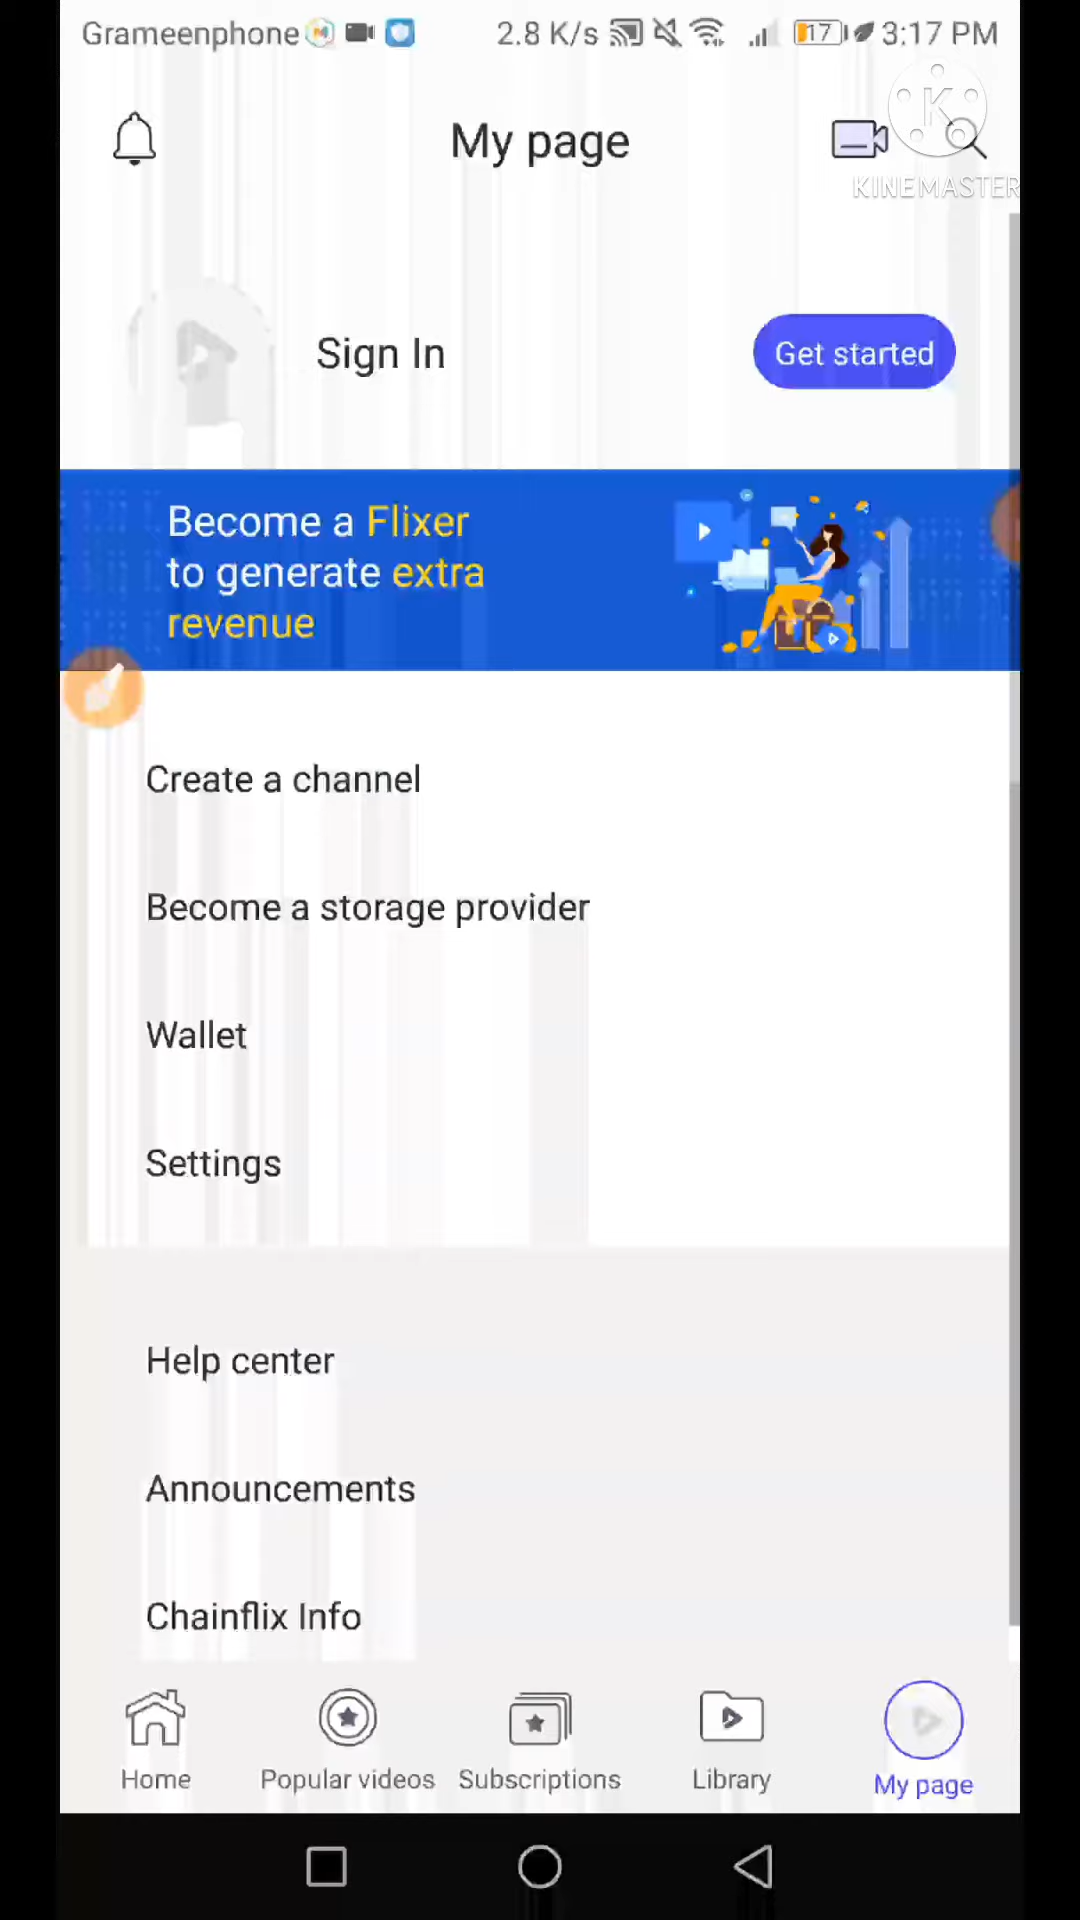 Grameenphone 2.8 K/s 17 3:17 PM
My page
K
KINEMASTER
Sign In
Get started
Become a Flixer
to generate extra
revenue
Create a channel
Become a storage provider
Wallet
Settings
Help center
Announcements
Chainflix Info
Home Popular videos Subscriptions Library My page